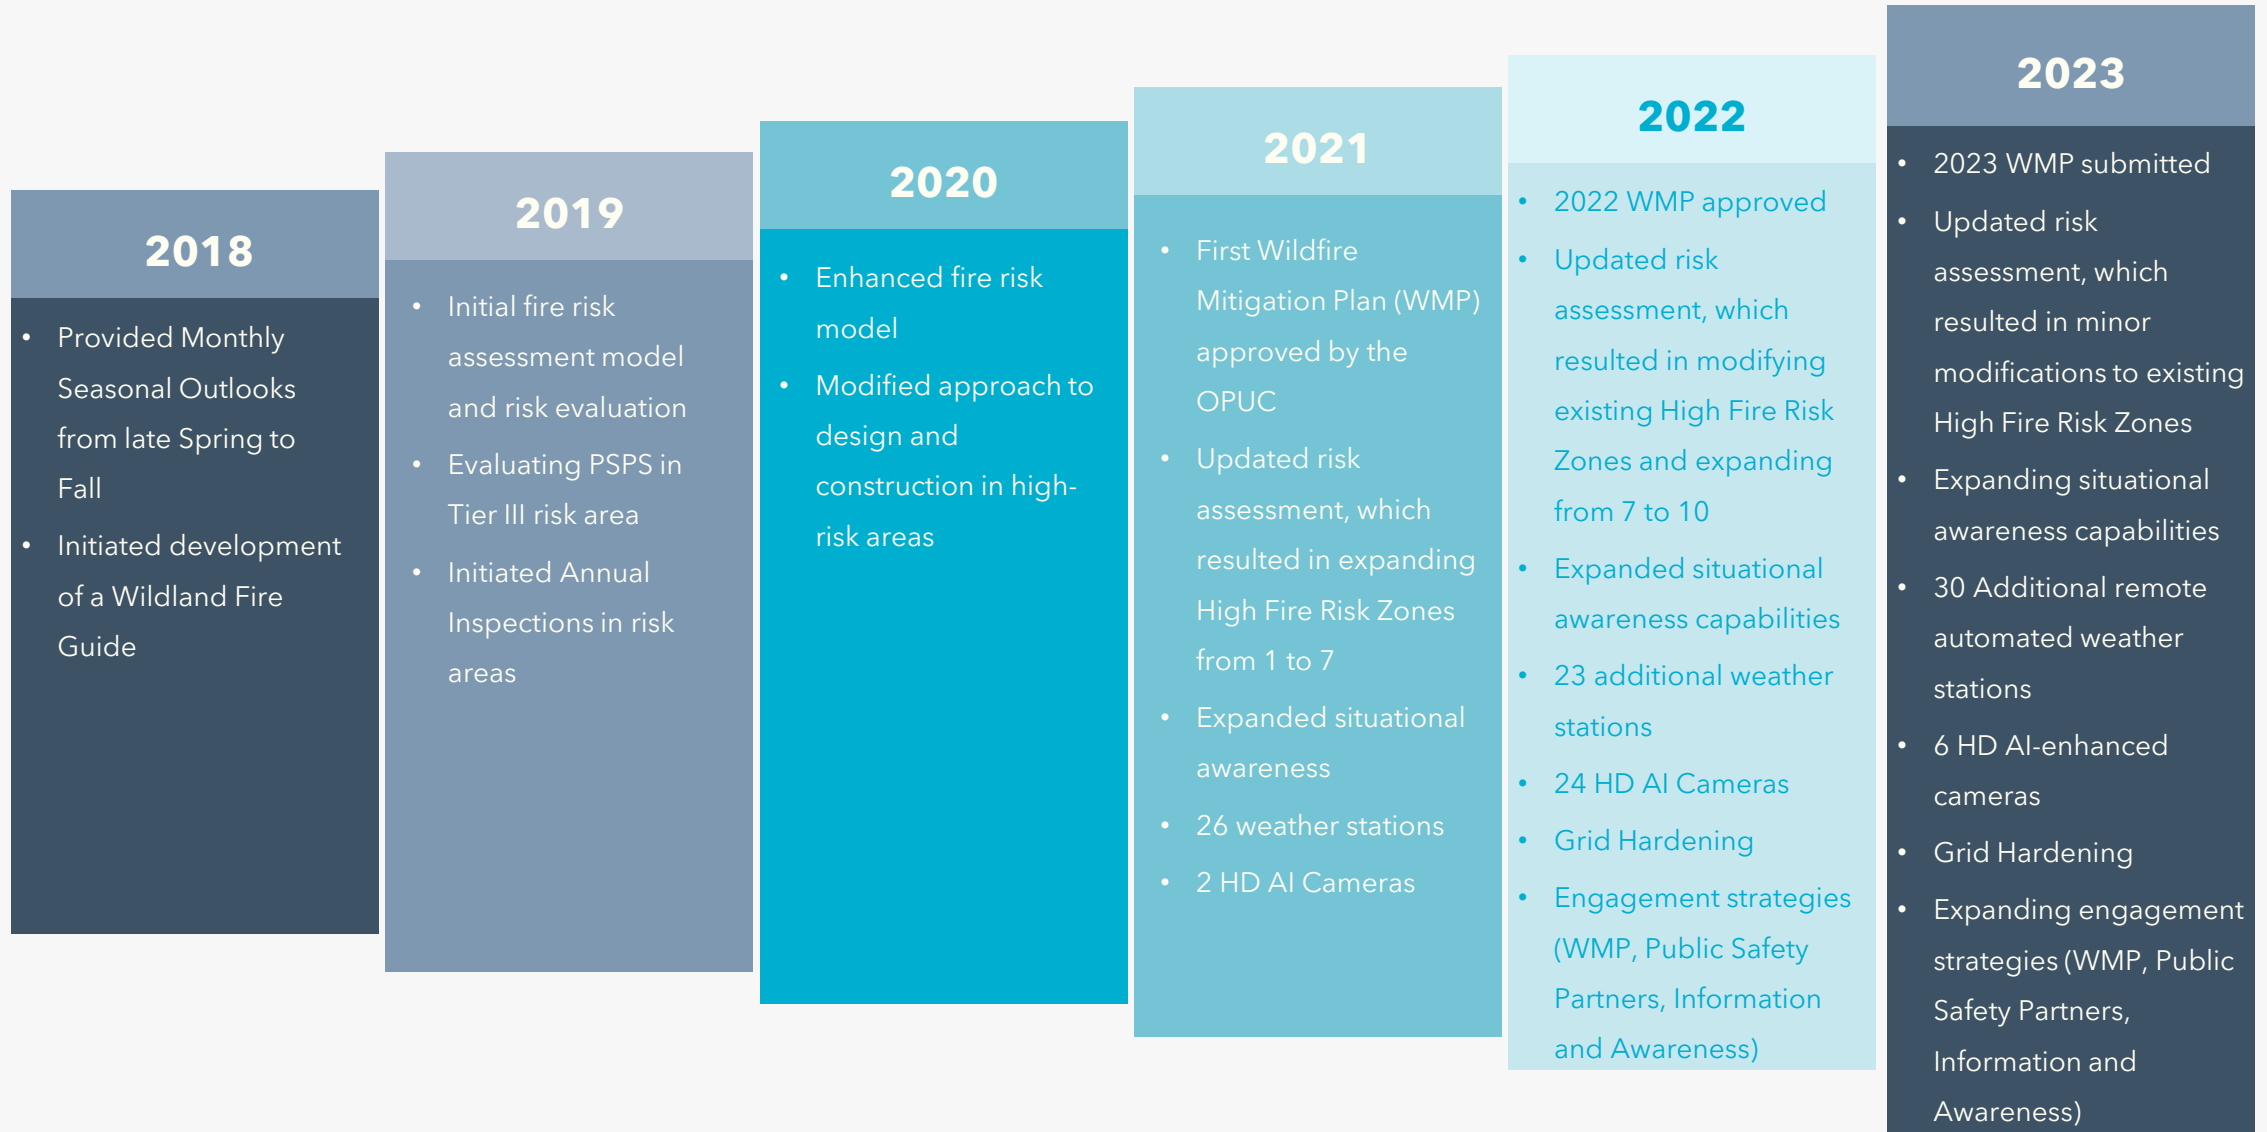 2018
• Provided Monthly
Seasonal Outlooks
from late Spring to
Fall
• Initiated development
of a Wildland Fire
Guide
2019
• Initial fire risk
assessment model
and risk evaluation
• Evaluating PSPS in
Tier III risk area
• Initiated Annual
Inspections in risk
areas
2020
• Enhanced fire risk
model
• Modified approach to
design and
construction in high-
risk areas
2021
• First Wildfire
Mitigation Plan (WMP)
approved by the
OPUC
• Updated risk
assessment, which
resulted in expanding
High Fire Risk Zones
from 1 to 7
• Expanded situational
awareness
• 26 weather stations
• 2 HD AI Cameras
2022
• 2022 WMP approved
• Updated risk
assessment, which
resulted in modifying
existing High Fire Risk
Zones and expanding
from 7 to 10
• Expanded situational
awareness capabilities
• 23 additional weather
stations
• 24 HD AI Cameras
• Grid Hardening
• Engagement strategies
(WMP, Public Safety
Partners, Information
and Awareness)
2023
• 2023 WMP submitted
• Updated risk
assessment, which
resulted in minor
modifications to existing
High Fire Risk Zones
• Expanding situational
awareness capabilities
• 30 Additional remote
automated weather
stations
• 6 HD AI-enhanced
cameras
• Grid Hardening
• Expanding engagement
strategies (WMP, Public
Safety Partners,
Information and
Awareness)